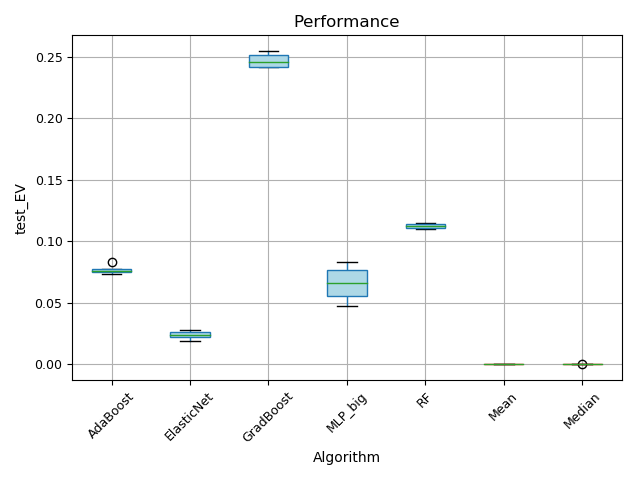 Performance
test_EV
0.25
0.20
0.15
0.10
0.05
0.00
AdaBoost
ElasticNet
GradBoost
MLP_big
RF
Mean
Median
Algorithm